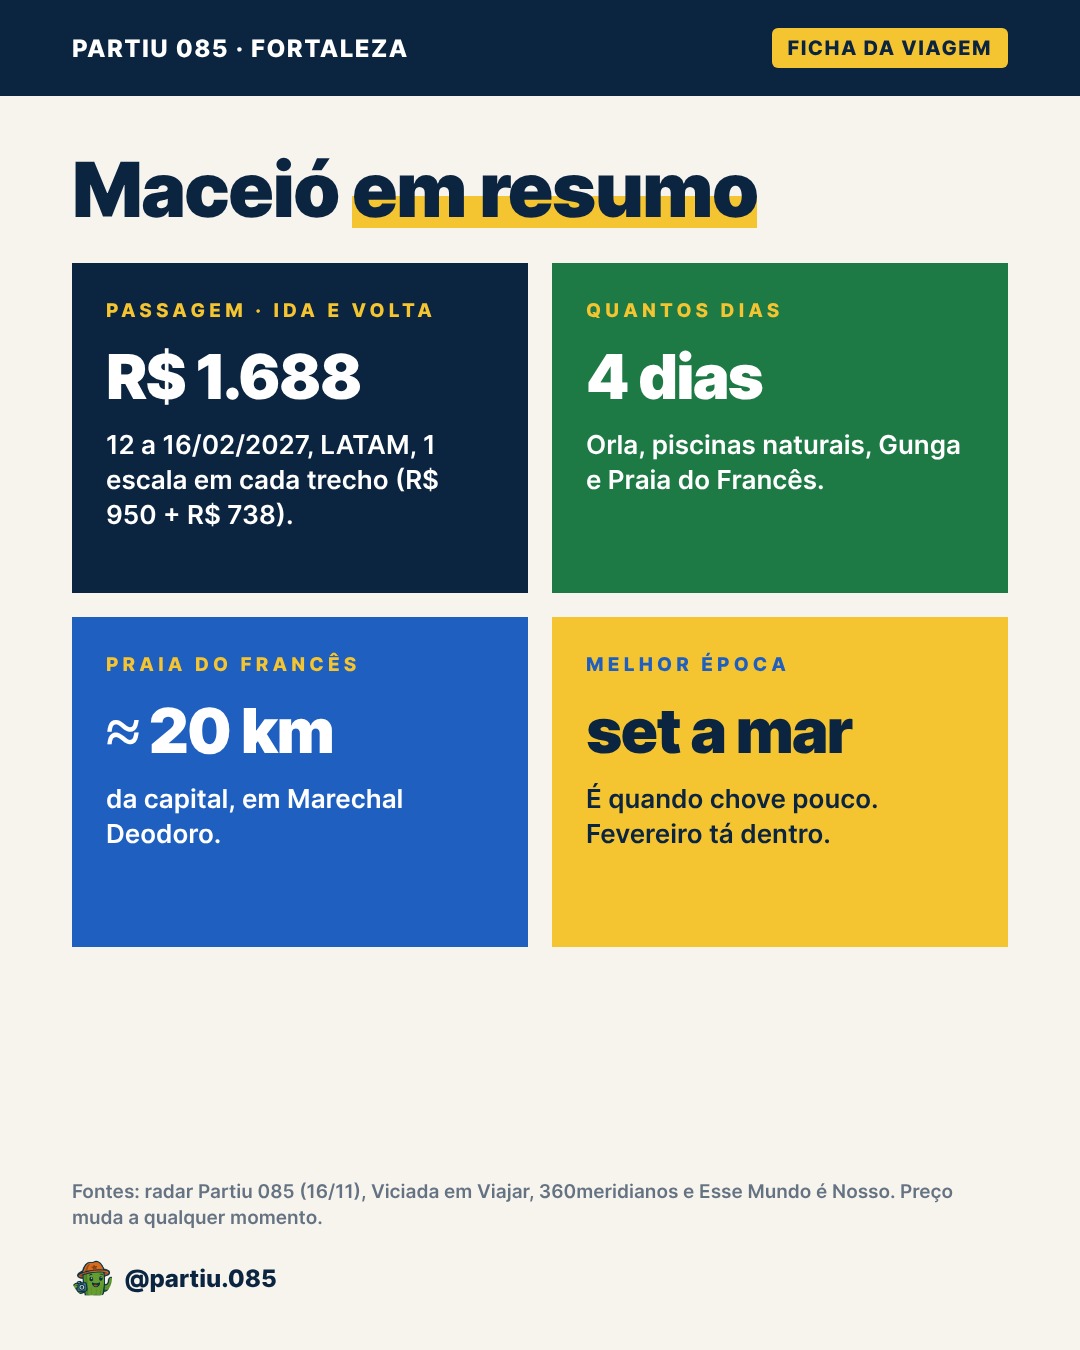 PARTIU 085 · FORTALEZA
FICHA DA VIAGEM
Maceió em resumo
PASSAGEM · IDA E VOLTA
R$ 1.688
12 a 16/02/2027, LATAM, 1
escala em cada trecho (R$
950 + R$ 738).
QUANTOS DIAS
4 dias
Orla, piscinas naturais, Gunga
e Praia do Francês.
PRAIA DO FRANCÊS
≈ 20 km
da capital, em Marechal
Deodoro.
MELHOR ÉPOCA
set a mar
É quando chove pouco.
Fevereiro tá dentro.
Fontes: radar Partiu 085 (16/11), Viciada em Viajar, 360meridianos e Esse Mundo é Nosso. Preço
muda a qualquer momento.
@partiu.085